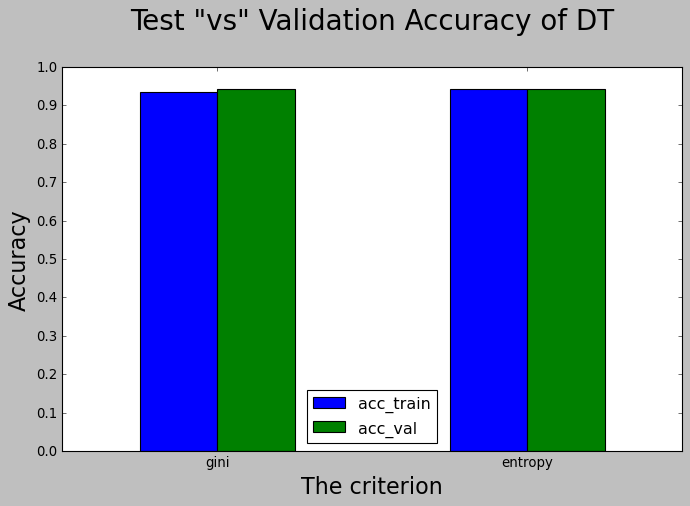 Test "vs" Validation Accuracy of DT
1.0
0.9
0.8
0.7
0.6
0.5
0.4
0.3
0.2
0.1
0.0
Accuracy
acc_train
acc_val
gini entropy
The criterion